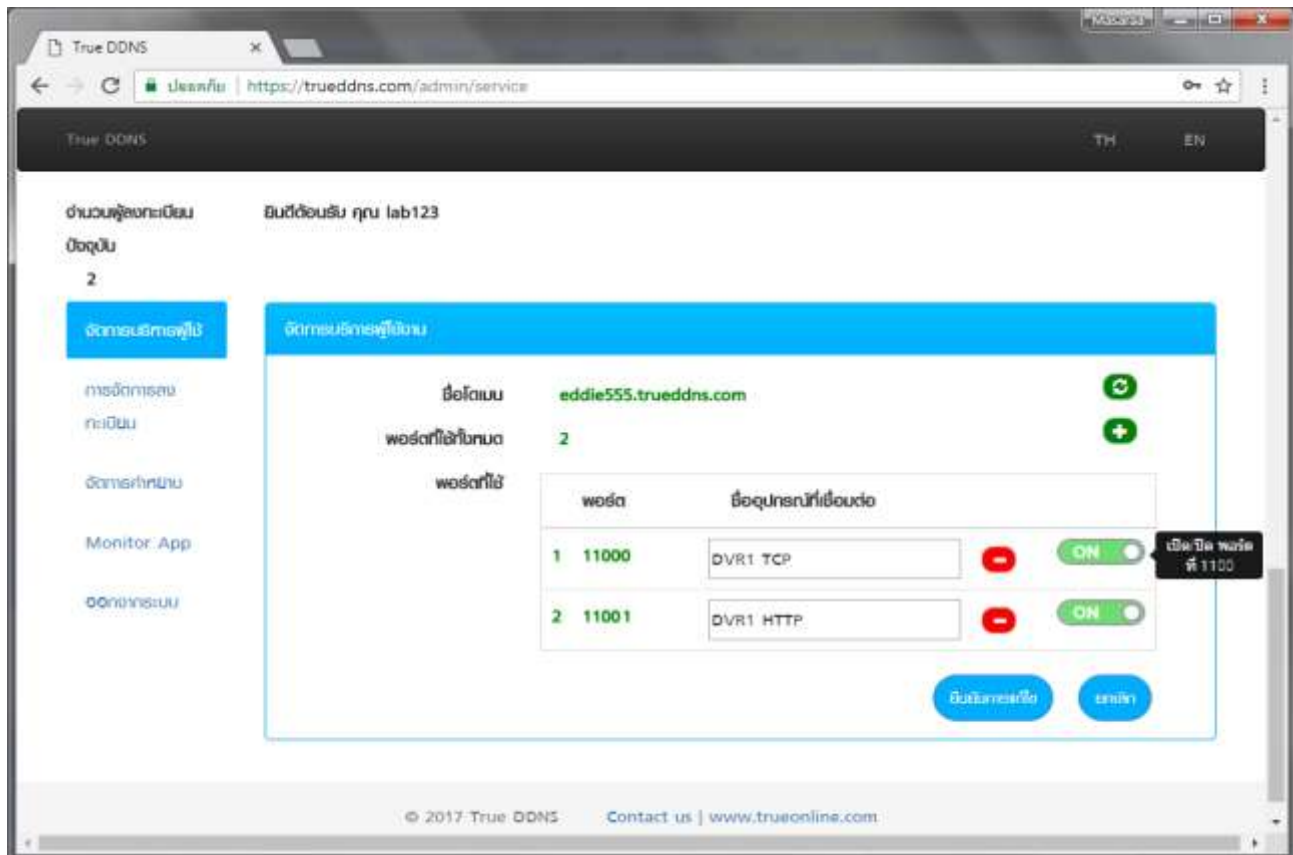 Masarsa
True DDNS
ปลอดภัย | https://trueddns.com/admin/service
True DDNS TH EN
จำนวนผู้ลงทะเบียน
ปัจจุบัน
2
ยินดีต้อนรับ คุณ lab123
จัดการบริการผู้ใช้
การจัดการลง
ทะเบียน
จัดการคำหยาบ
Monitor App
ออกจากระบบ
จัดการบริการผู้ใช้งาน
ชื่อโดเมน eddie555.trueddns.com
พอร์ตที่ใช้ทั้งหมด 2
พอร์ตที่ใช้
พอร์ต ชื่ออุปกรณ์ที่เชื่อมต่อ
1 11000 DVR1 TCP ON
เปิด/ปิด พอร์ต
ที่ 1100
2 11001 DVR1 HTTP ON
ยืนยันการแก้ไข ยกเลิก
© 2017 True DDNS Contact us | www.trueonline.com